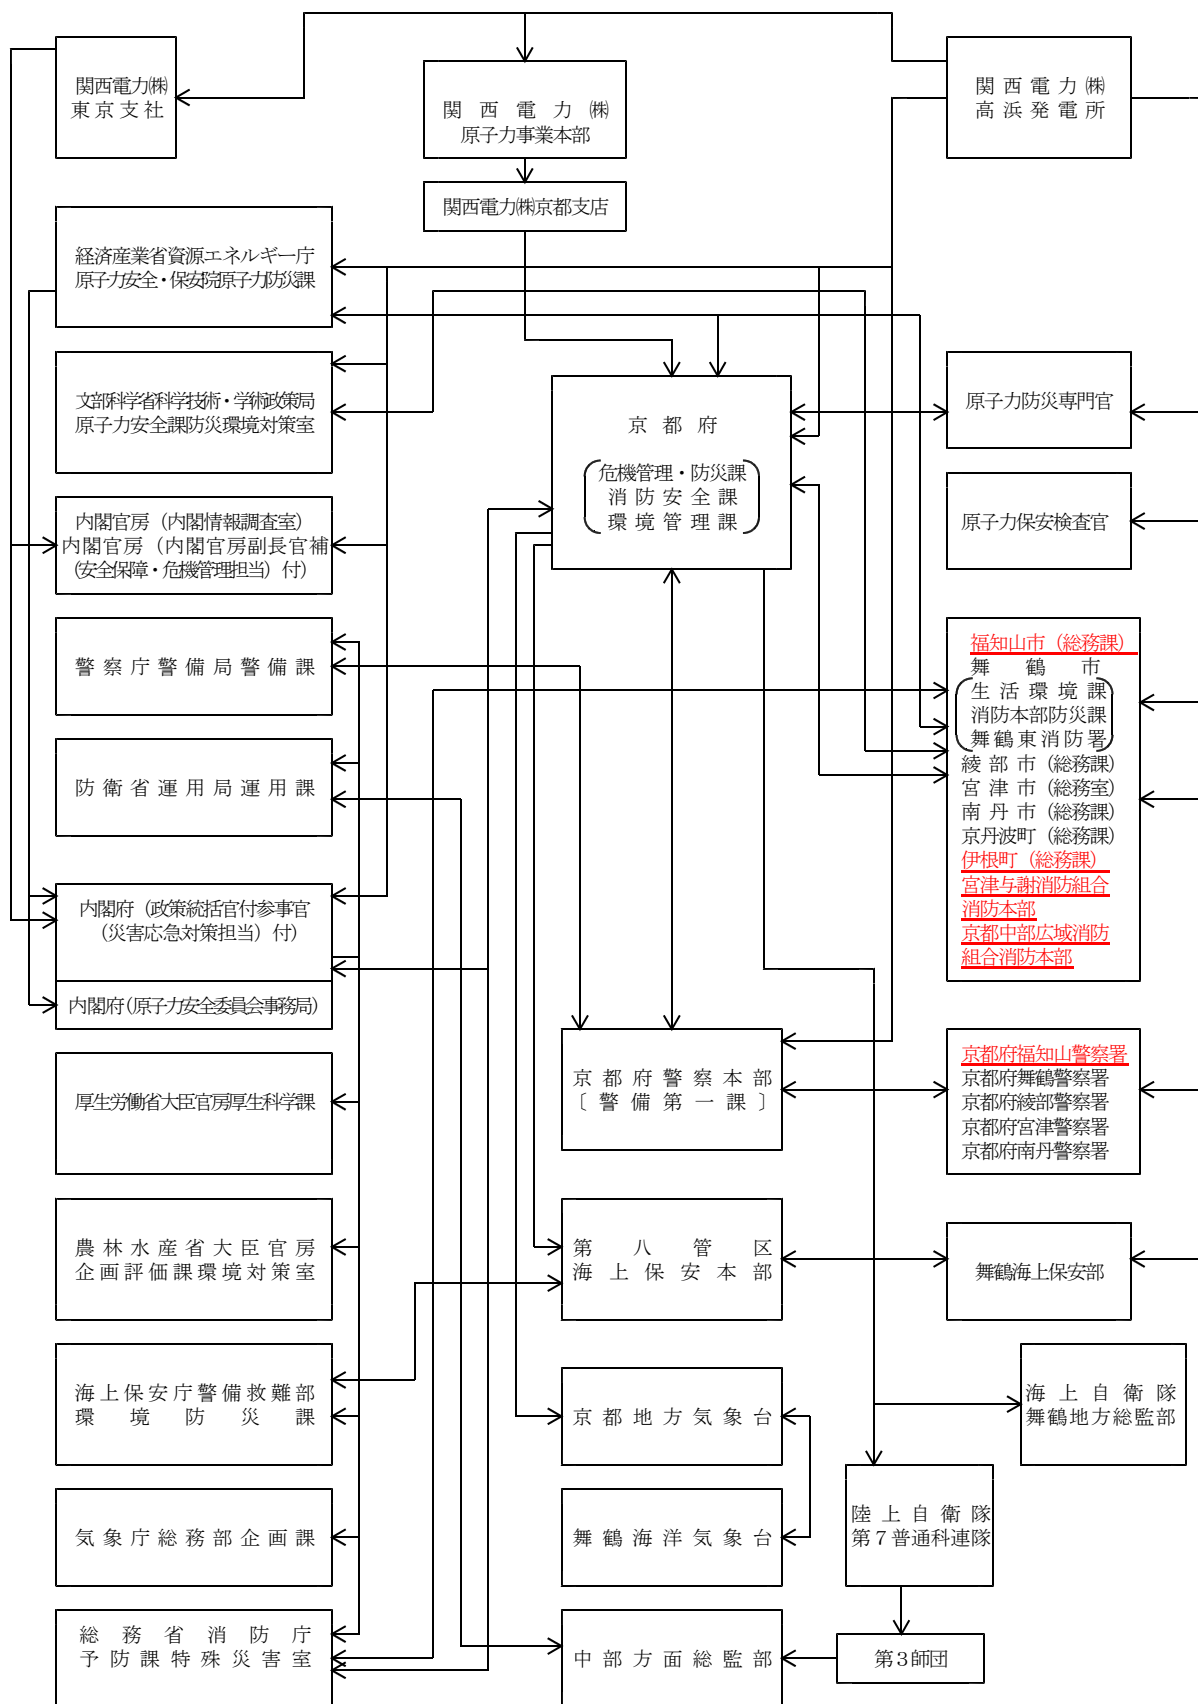 関西電力㈱
東京支社
関西電力㈱
原子力事業本部
関西電力㈱
高浜発電所
関西電力㈱京都支店
経済産業省資源エネルギー庁
原子力安全・保安院原子力防災課
文部科学省科学技術・学術政策局
原子力安全課防災環境対策室
京都府
危機管理・防災課
消防安全課
環境管理課
原子力防災専門官
原子力保安検査官
内閣官房（内閣情報調査室）
内閣官房（内閣官房副長官補
(安全保障・危機管理担当）付）
警察庁警備局警備課
福知山市（総務課）
舞鶴市
生活環境課
消防本部防災課
舞鶴東消防署
綾部市（総務課）
宮津市（総務室）
南丹市（総務課）
京丹波町（総務課）
伊根町（総務課）
宮津与謝消防組合
消防本部
京都中部広域消防
組合消防本部
防衛省運用局運用課
内閣府（政策統括官付参事官
（災害応急対策担当）付）
内閣府(原子力安全委員会事務局)
京都府警察本部
〔警備第一課〕
京都府福知山警察署
京都府舞鶴警察署
京都府綾部警察署
京都府宮津警察署
京都府南丹警察署
厚生労働省大臣官房厚生科学課
農林水産省大臣官房
企画評価課環境対策室
第八管区
海上保安本部
舞鶴海上保安部
海上保安庁警備救難部
環境防災課
京都地方気象台
海上自衛隊
舞鶴地方総監部
気象庁総務部企画課
舞鶴海洋気象台
陸上自衛隊
第７普通科連隊
総務省消防庁
予防課特殊災害室
中部方面総監部
第３師団